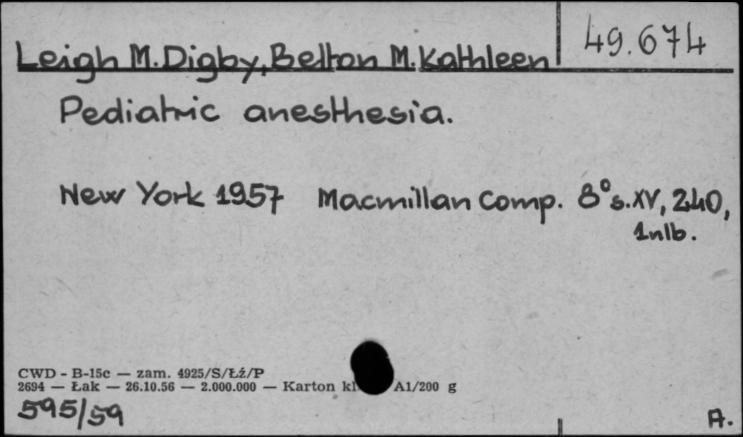 49.674
Leigh M. Digby, Belton M. Kathleen
Pediatric anesthesia.
New York 1957 Macmillan Comp. 8° s. XV, 240,
1nlb.
CWD - B-15c — zam. 4925/S/Łź/P
2694 — Łak — 26.10.56 — 2.000.000 — Karton kl A1/200 g
595/59
A.